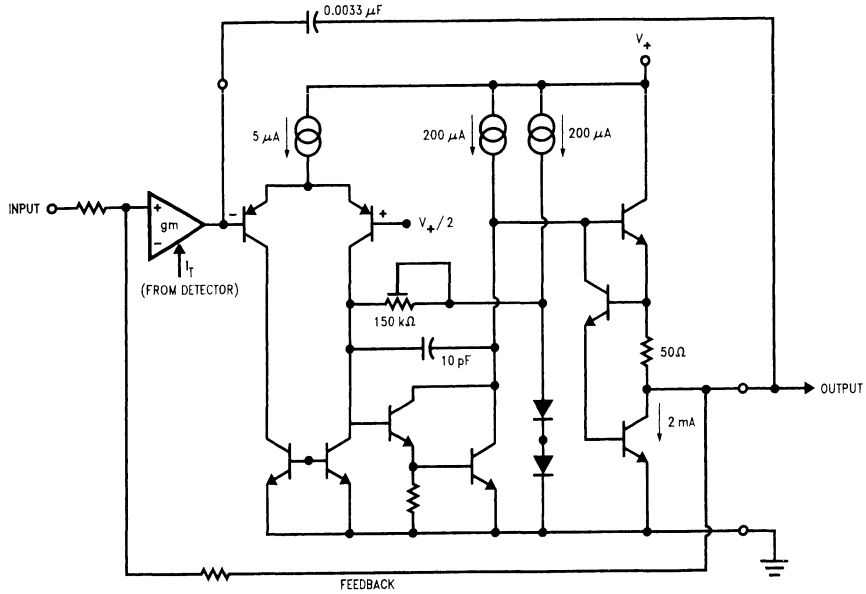 0.0033 µF
V+
5 µA
200 µA
200 µA
INPUT
+
gm
−
−
+
V+/2
IT
(FROM DETECTOR)
150 kΩ
10 pF
50Ω
OUTPUT
2 mA
FEEDBACK